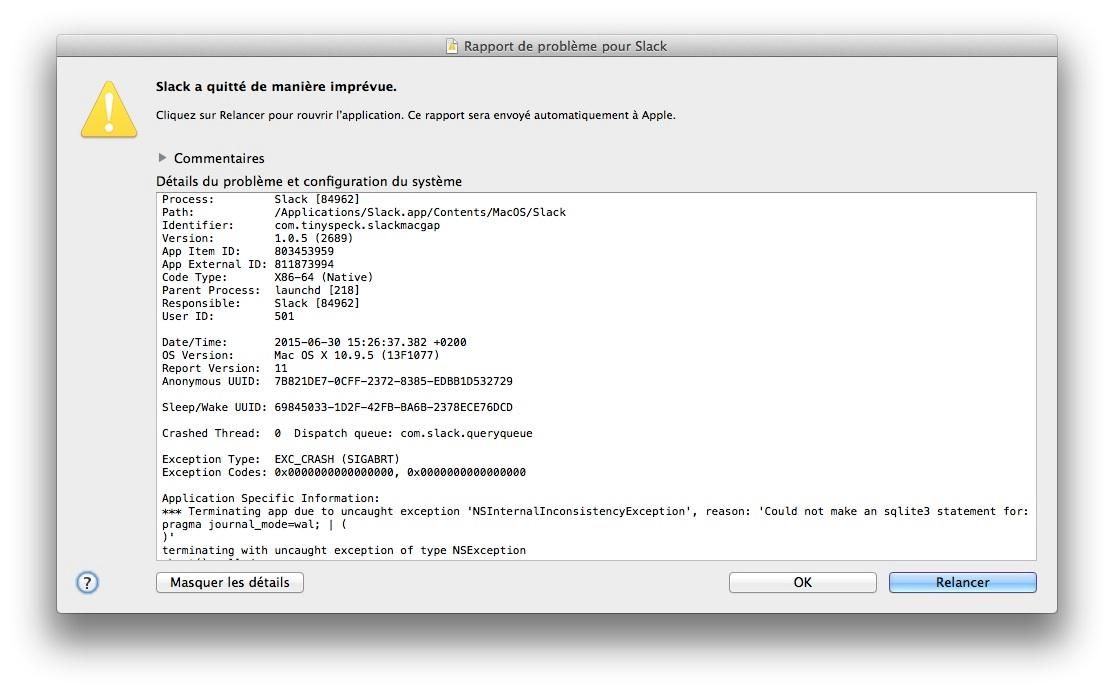 Rapport de problème pour Slack
Slack a quitté de manière imprévue.
Cliquez sur Relancer pour rouvrir l'application. Ce rapport sera envoyé automatiquement à Apple.
Commentaires
Détails du problème et configuration du système
Process: Slack [84962]
Path: /Applications/Slack.app/Contents/MacOS/Slack
Identifier: com.tinyspeck.slackmacgap
Version: 1.0.5 (2689)
App Item ID: 803453959
App External ID: 811873994
Code Type: X86-64 (Native)
Parent Process: launchd [218]
Responsible: Slack [84962]
User ID: 501
Date/Time: 2015-06-30 15:26:37.382 +0200
OS Version: Mac OS X 10.9.5 (13F1077)
Report Version: 11
Anonymous UUID: 7B821DE7-0CFF-2372-8385-EDBB1D532729
Sleep/Wake UUID: 69845033-1D2F-42FB-BA6B-2378ECE76DCD
Crashed Thread: 0 Dispatch queue: com.slack.queryqueue
Exception Type: EXC_CRASH (SIGABRT)
Exception Codes: 0x0000000000000000, 0x0000000000000000
Application Specific Information:
*** Terminating app due to uncaught exception 'NSInternalInconsistencyException', reason: 'Could not make an sqlite3 statement for:
pragma journal_mode=wal; | (
)'
terminating with uncaught exception of type NSException
?
Masquer les détails
OK
Relancer